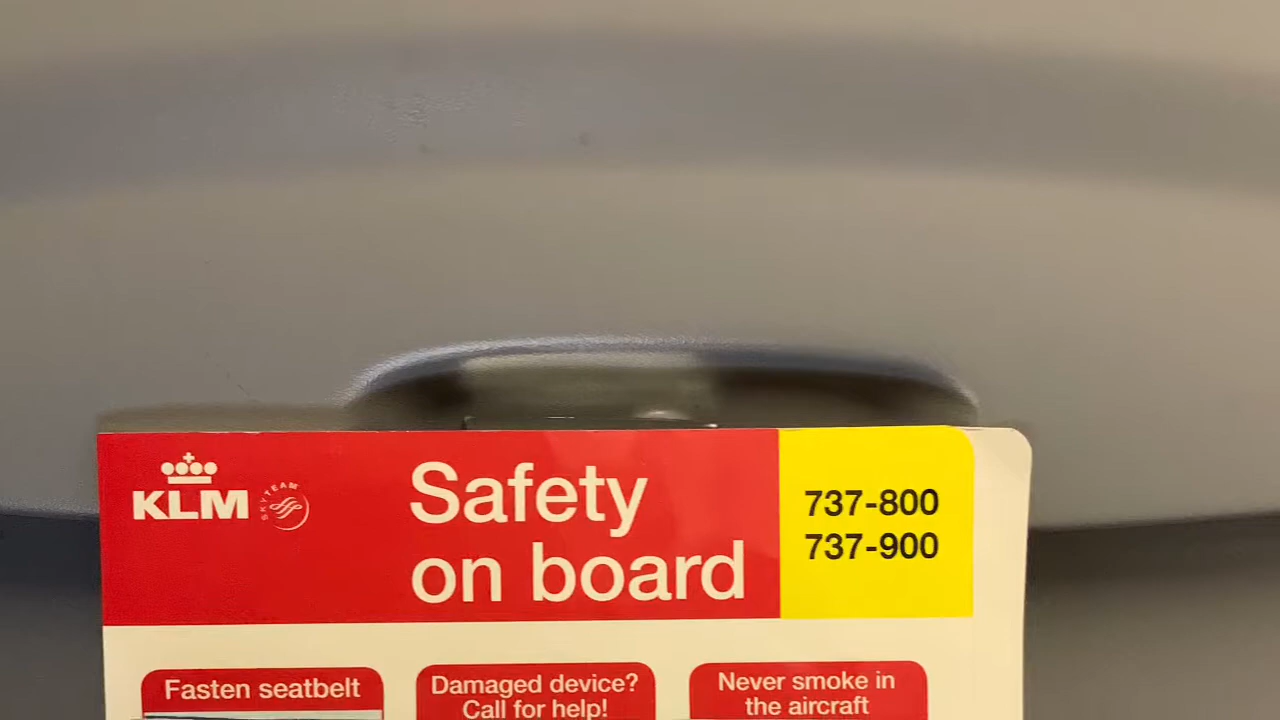 KLM
SKYTEAM
Safety
on board
737-800
737-900
Fasten seatbelt
Damaged device?
Call for help!
Never smoke in
the aircraft